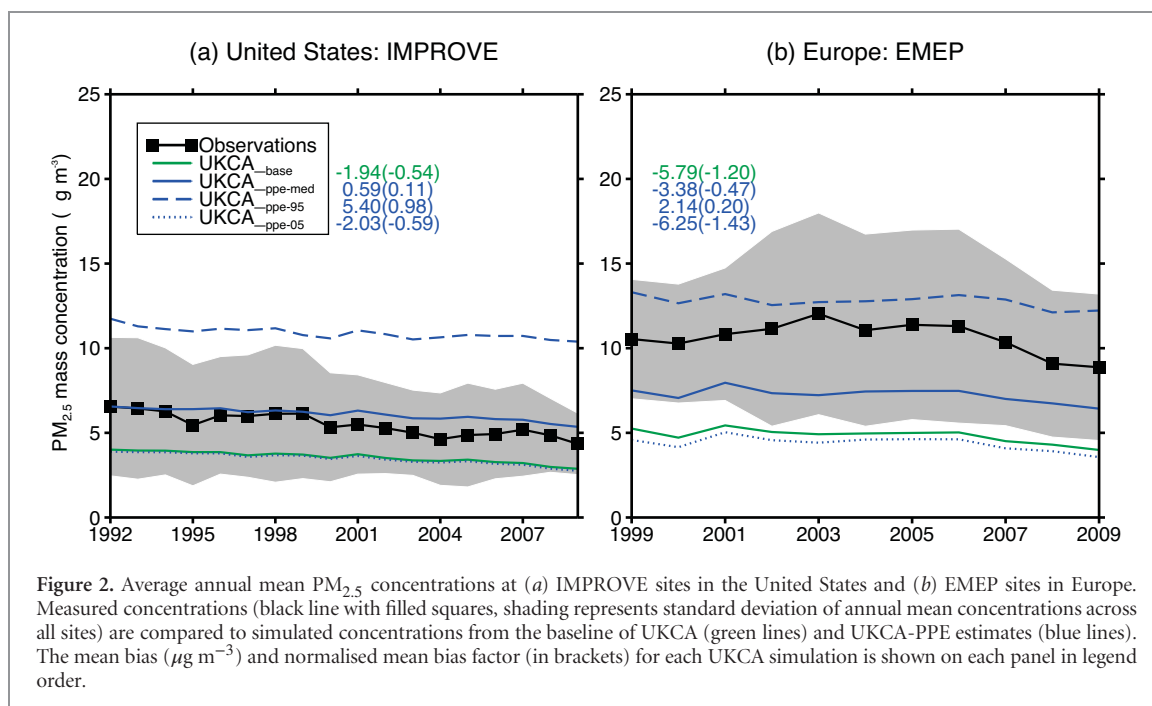 (a) United States: IMPROVE
(b) Europe: EMEP
PM2.5 mass concentration ( g m-3)
25
20
15
10
5
0
1992 1995 1998 2001 2004 2007
Observations
UKCA_base
UKCA_ppe-med
UKCA_ppe-95
UKCA_ppe-05
-1.94(-0.54)
0.59(0.11)
5.40(0.98)
-2.03(-0.59)
25
20
15
10
5
0
1999 2001 2003 2005 2007 2009
-5.79(-1.20)
-3.38(-0.47)
2.14(0.20)
-6.25(-1.43)
Figure 2. Average annual mean PM2.5 concentrations at (a) IMPROVE sites in the United States and (b) EMEP sites in Europe.
Measured concentrations (black line with filled squares, shading represents standard deviation of annual mean concentrations across
all sites) are compared to simulated concentrations from the baseline of UKCA (green lines) and UKCA-PPE estimates (blue lines).
The mean bias (μg m−3) and normalised mean bias factor (in brackets) for each UKCA simulation is shown on each panel in legend
order.